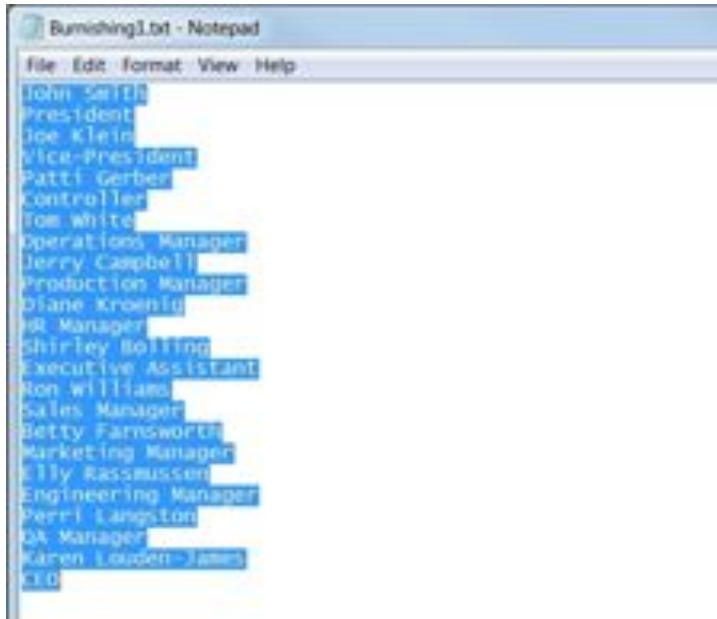 Burnishing1.txt - Notepad
File Edit Format View Help
John Smith
President
Joe Klein
Vice-President
Patti Gerber
Controller
Tom White
Operations Manager
Jerry Campbell
Production Manager
Diane Kroenig
HR Manager
Shirley Bolling
Executive Assistant
Ron Williams
Sales Manager
Betty Farnsworth
Marketing Manager
Elly Rassmussen
Engineering Manager
Perri Langston
QA Manager
Karen Louden-James
CEO